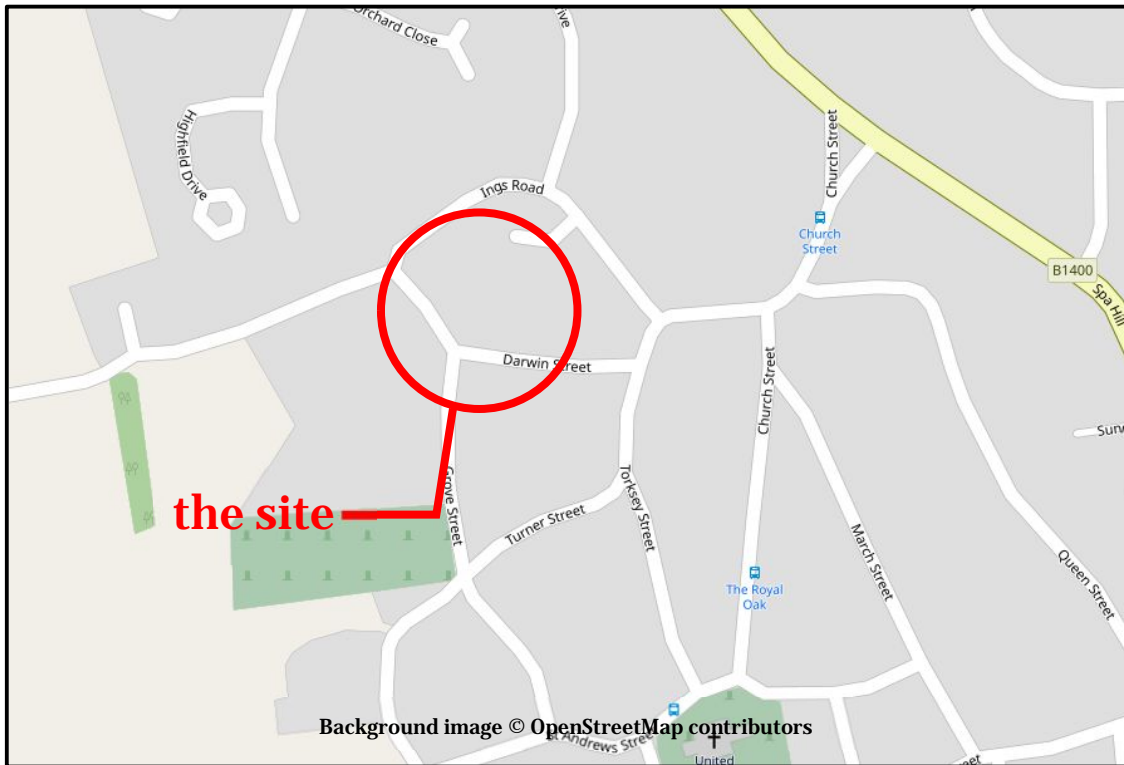 Orchard Close
Drive
Highfield Drive
Ings Road
Church Street
Church
Street
B1400
Spa Hill
Darwin Street
Church Street
Grove Street
the site
Turner Street
Torksey Street
March Street
Queen Street
The Royal
Oak
Background image © OpenStreetMap contributors
Andrews Street
United